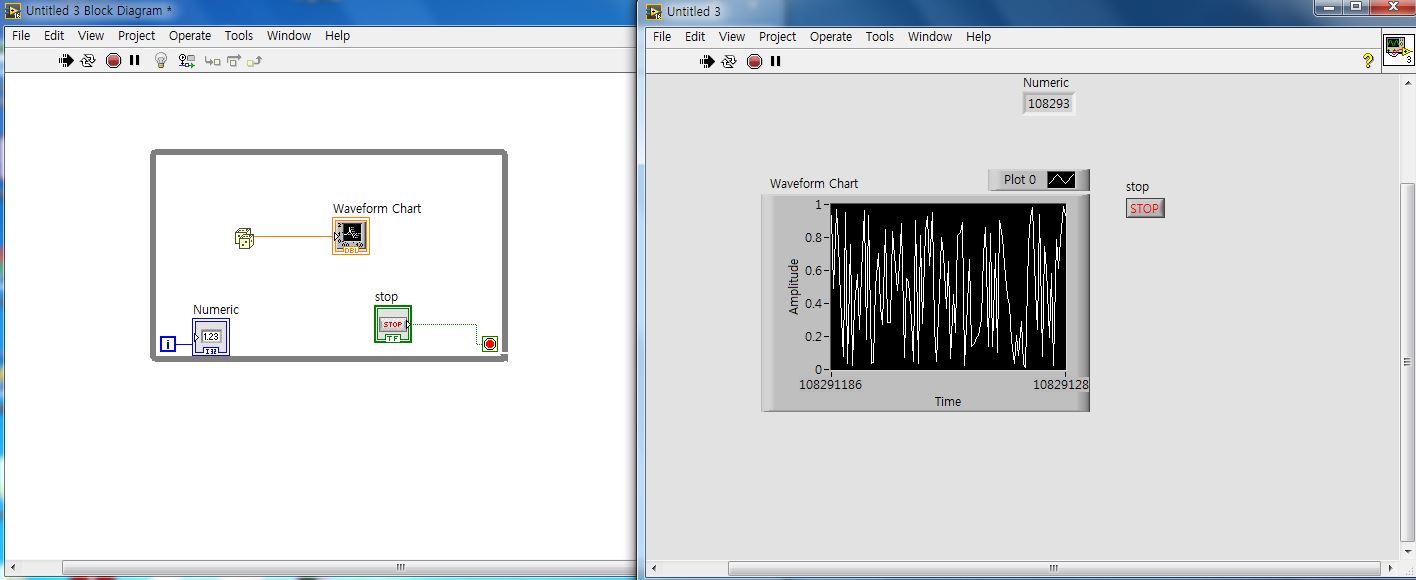 Untitled 3 Block Diagram *
File Edit View Project Operate Tools Window Help
Waveform Chart
DBL
Numeric
1.23
I32
i
stop
STOP
TF
Untitled 3
File Edit View Project Operate Tools Window Help
?
3
Numeric
108293
Waveform Chart
Plot 0
stop
STOP
Amplitude
1
0.8
0.6
0.4
0.2
0
108291186
10829128
Time